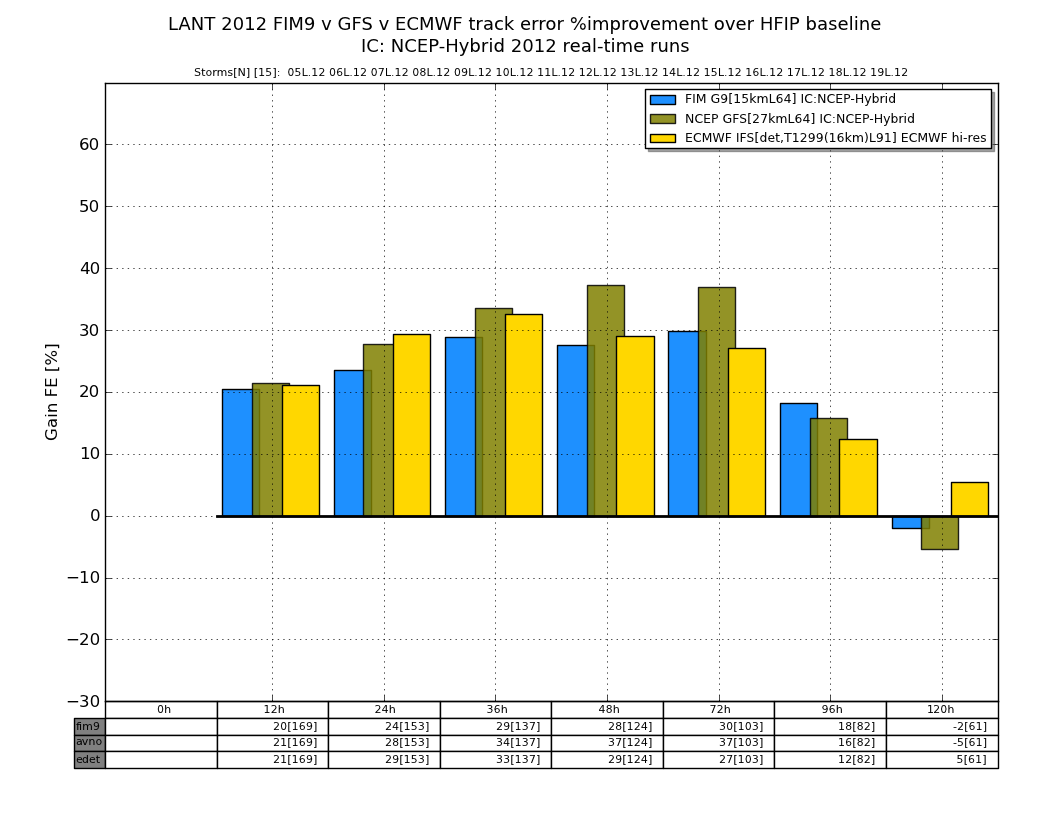 LANT 2012 FIM9 v GFS v ECMWF track error %improvement over HFIP baseline
IC: NCEP-Hybrid 2012 real-time runs
Storms[N] [15]: 05L.12 06L.12 07L.12 08L.12 09L.12 10L.12 11L.12 12L.12 13L.12 14L.12 15L.12 16L.12 17L.12 18L.12 19L.12
FIM G9[15kmL64] IC:NCEP-Hybrid
NCEP GFS[27kmL64] IC:NCEP-Hybrid
ECMWF IFS[det,T1299(16km)L91] ECMWF hi-res
Gain FE [%]
60
50
40
30
20
10
0
−10
−20
−30
0h 12h 24h 36h 48h 72h 96h 120h
fim9 20[169] 24[153] 29[137] 28[124] 30[103] 18[82] -2[61]
avno 21[169] 28[153] 34[137] 37[124] 37[103] 16[82] -5[61]
edet 21[169] 29[153] 33[137] 29[124] 27[103] 12[82] 5[61]